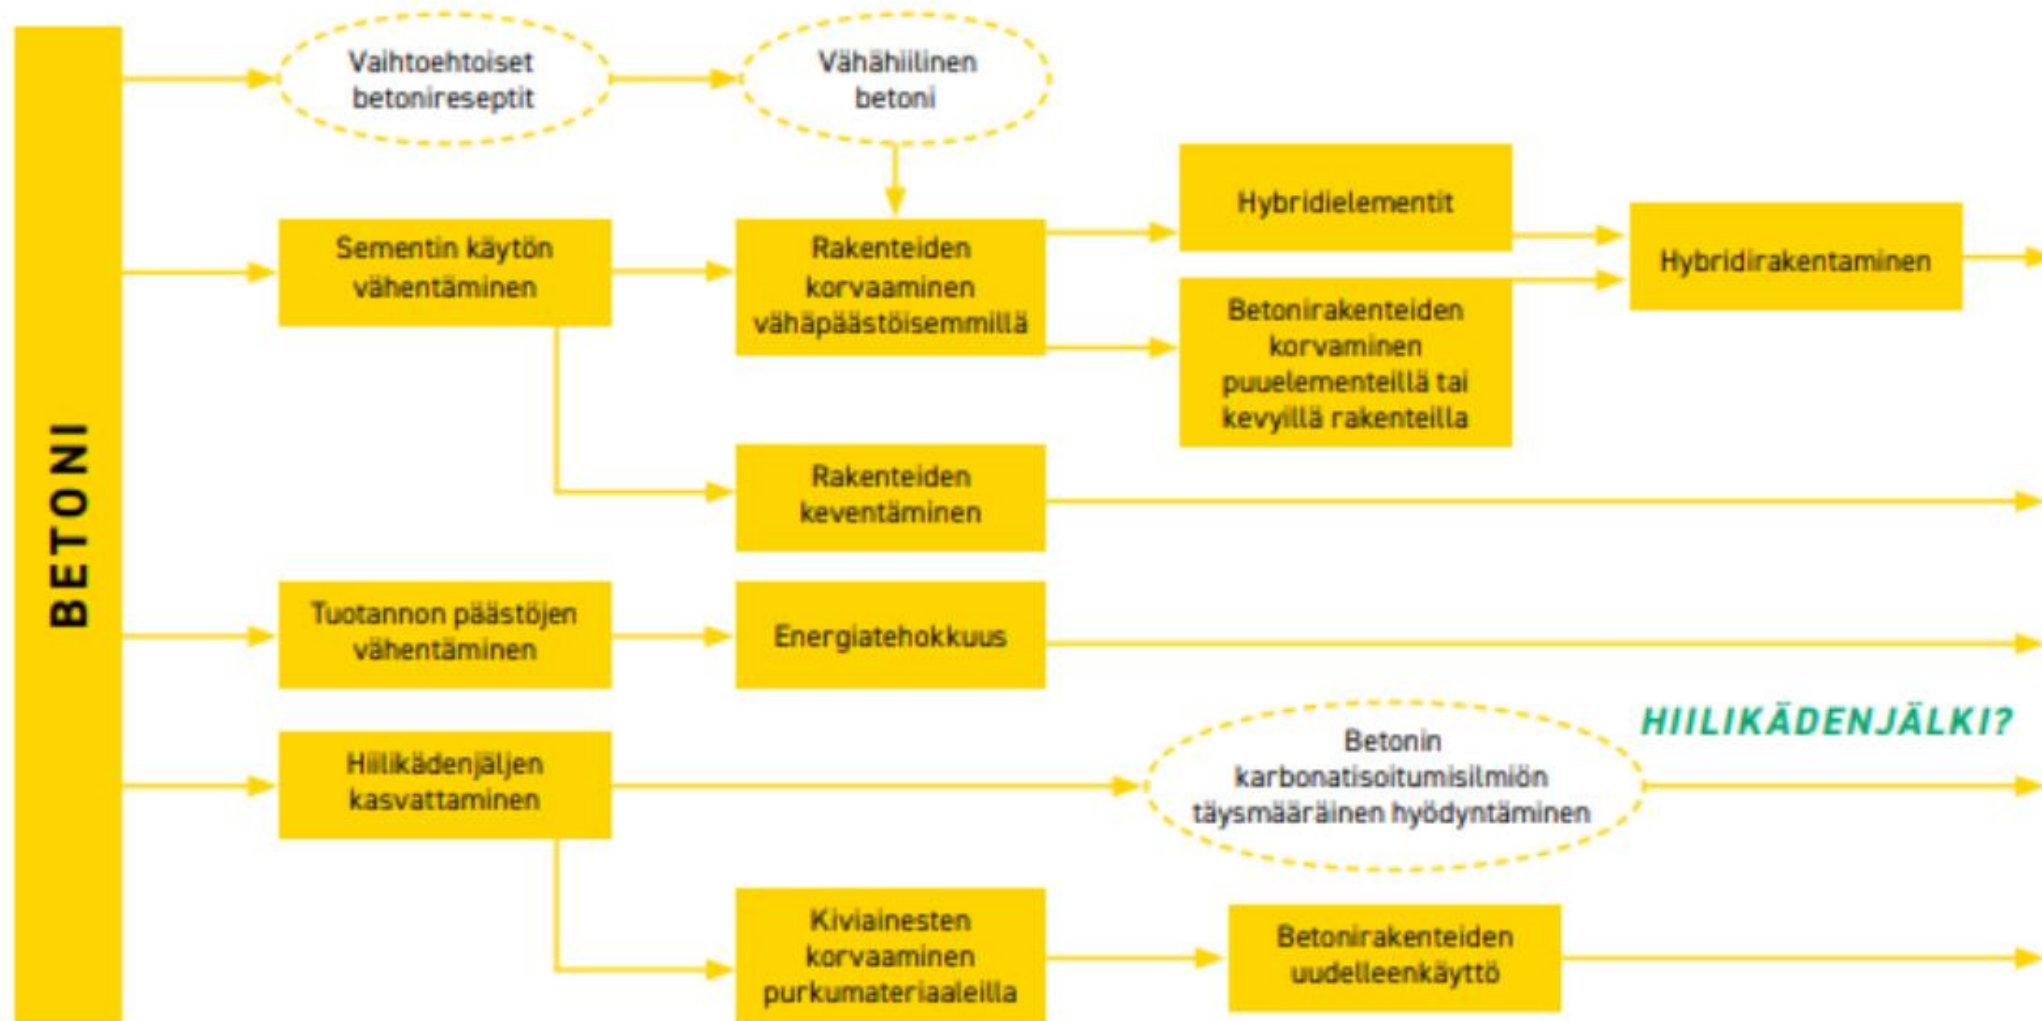 BETONI
Vaihtoehtoiset
betonireseptit
Vähähiilinen
betoni
Sementin käytön
vähentäminen
Rakenteiden
korvaaminen
vähäpäästöisemmillä
Hybridielementit
Betonirakenteiden
korvaminen
puuelementeillä tai
kevyillä rakenteilla
Hybridirakentaminen
Rakenteiden
keventäminen
Tuotannon päästöjen
vähentäminen
Energiatehokkuus
HIILIKÄDENJÄLKI?
Hiilikädenjäljen
kasvattaminen
Betonin
karbonatisoitumisilmiön
täysmääräinen hyödyntäminen
Kiviainesten
korvaaminen
purkumateriaaleilla
Betonirakenteiden
uudelleenkäyttö